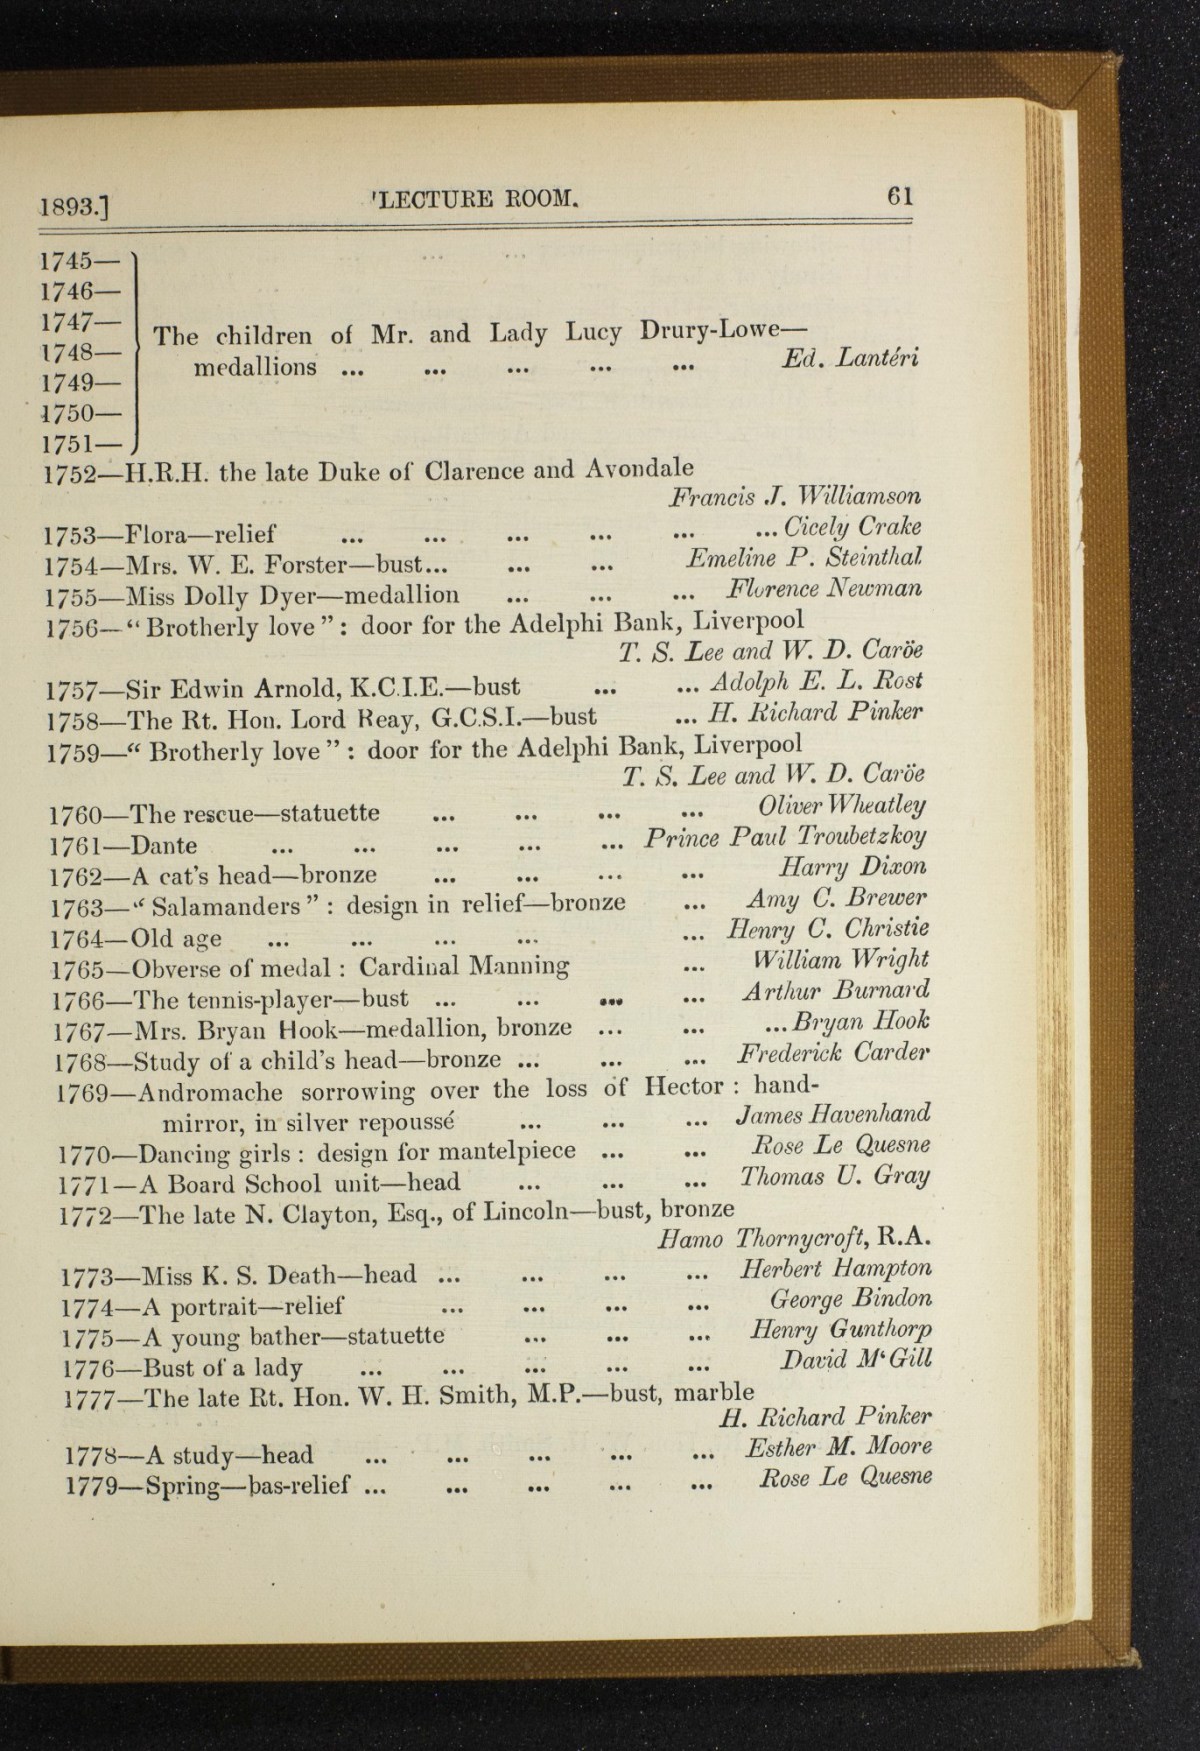 1893.] 'LECTURE ROOM. 61
1745—
1746—
1747—
1748—
1749—
1750—
1751—
The children of Mr. and Lady Lucy Drury-Lowe—
medallions ... ... ... ... ... Ed. Lantéri
1752—H.R.H. the late Duke of Clarence and Avondale
Francis J. Williamson
1753—Flora—relief ... ... ... ... ... ... Cicely Crake
1754—Mrs. W. E. Forster—bust... ... ... Emeline P. Steinthal
1755—Miss Dolly Dyer—medallion ... ... ... Florence Newman
1756—“Brotherly love”: door for the Adelphi Bank, Liverpool
T. S. Lee and W. D. Caröe
1757—Sir Edwin Arnold, K.C.I.E.—bust ... ... Adolph E. L. Rost
1758—The Rt. Hon. Lord Reay, G.C.S.I.—bust ... H. Richard Pinker
1759—“Brotherly love”: door for the Adelphi Bank, Liverpool
T. S. Lee and W. D. Caröe
1760—The rescue—statuette ... ... ... ... Oliver Wheatley
1761—Dante ... ... ... ... ... Prince Paul Troubetzkoy
1762—A cat's head—bronze ... ... ... ... Harry Dixon
1763—“Salamanders”: design in relief—bronze ... Amy C. Brewer
1764—Old age ... ... ... ... ... Henry C. Christie
1765—Obverse of medal: Cardinal Manning ... William Wright
1766—The tennis-player—bust ... ... ... ... Arthur Burnard
1767—Mrs. Bryan Hook—medallion, bronze ... ... ... Bryan Hook
1768—Study of a child's head—bronze ... ... ... Frederick Carder
1769—Andromache sorrowing over the loss of Hector: hand-
mirror, in silver repoussé ... ... ... James Havenhand
1770—Dancing girls: design for mantelpiece ... ... Rose Le Quesne
1771—A Board School unit—head ... ... ... Thomas U. Gray
1772—The late N. Clayton, Esq., of Lincoln—bust, bronze
Hamo Thornycroft, R.A.
1773—Miss K. S. Death—head ... ... ... ... Herbert Hampton
1774—A portrait—relief ... ... ... ... George Bindon
1775—A young bather—statuette ... ... ... Henry Gunthorp
1776—Bust of a lady ... ... ... ... ... David M‘Gill
1777—The late Rt. Hon. W. H. Smith, M.P.—bust, marble
H. Richard Pinker
1778—A study—head ... ... ... ... ... Esther M. Moore
1779—Spring—bas-relief ... ... ... ... ... Rose Le Quesne